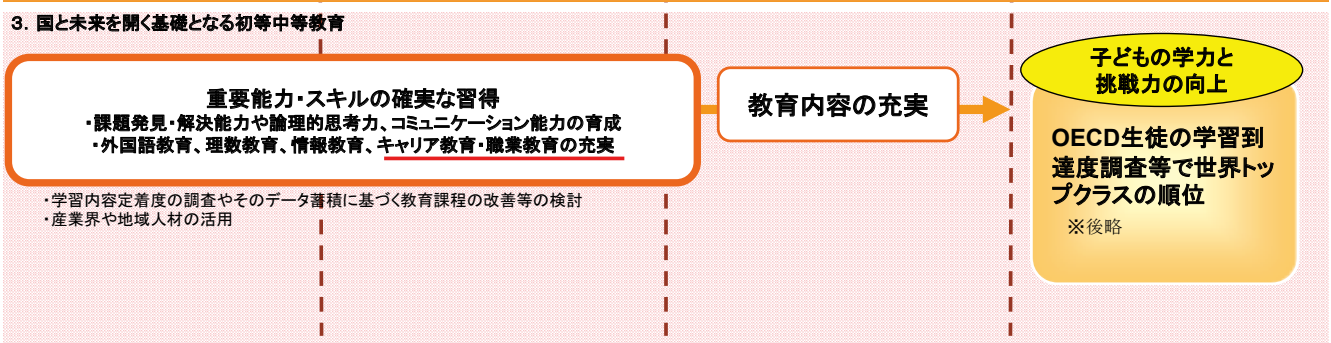 ３．国と未来を開く基礎となる初等中等教育
重要能力・スキルの確実な習得
・課題発見・解決能力や論理的思考力、コミュニケーション能力の育成
・外国語教育、理数教育、情報教育、キャリア教育・職業教育の充実
・学習内容定着度の調査やそのデータ蓄積に基づく教育課程の改善等の検討
・産業界や地域人材の活用
教育内容の充実
子どもの学力と
挑戦力の向上
OECD生徒の学習到
達度調査等で世界トッ
プクラスの順位
※後略